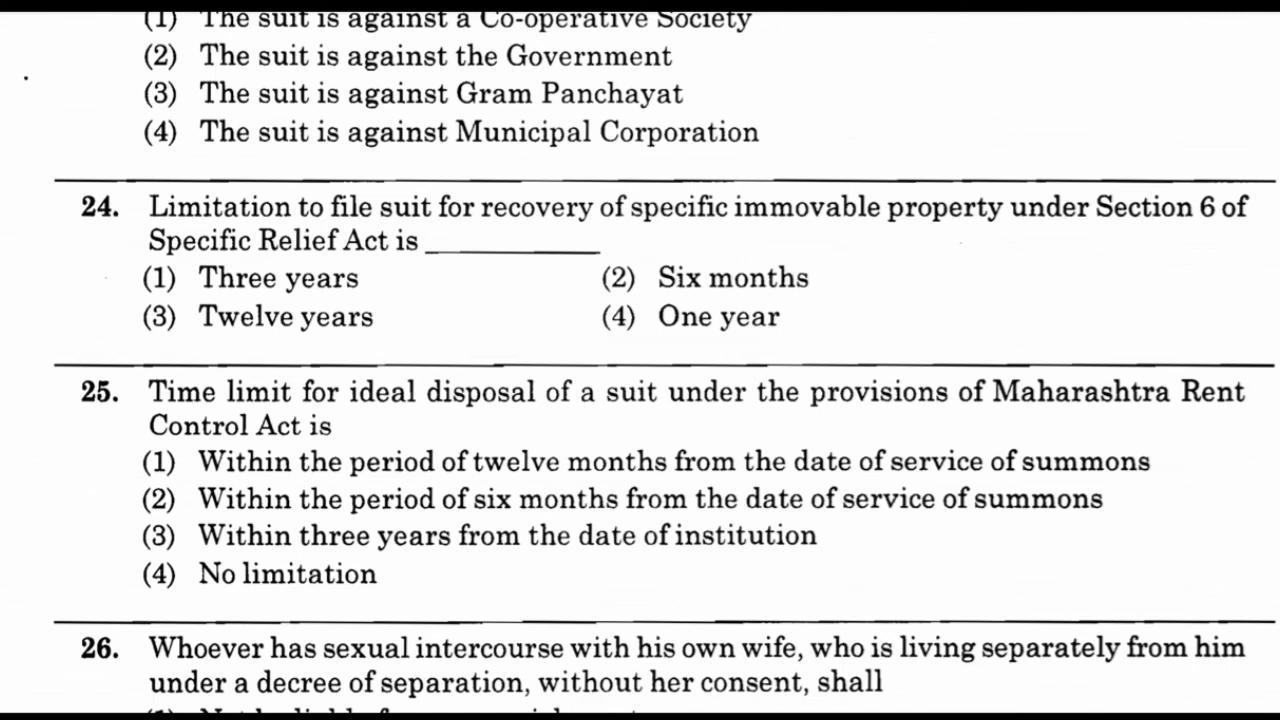 (1) The suit is against a Co-operative Society
(2) The suit is against the Government
(3) The suit is against Gram Panchayat
(4) The suit is against Municipal Corporation
24. Limitation to file suit for recovery of specific immovable property under Section 6 of
Specific Relief Act is ____________
(1) Three years (2) Six months
(3) Twelve years (4) One year
25. Time limit for ideal disposal of a suit under the provisions of Maharashtra Rent
Control Act is
(1) Within the period of twelve months from the date of service of summons
(2) Within the period of six months from the date of service of summons
(3) Within three years from the date of institution
(4) No limitation
26. Whoever has sexual intercourse with his own wife, who is living separately from him
under a decree of separation, without her consent, shall